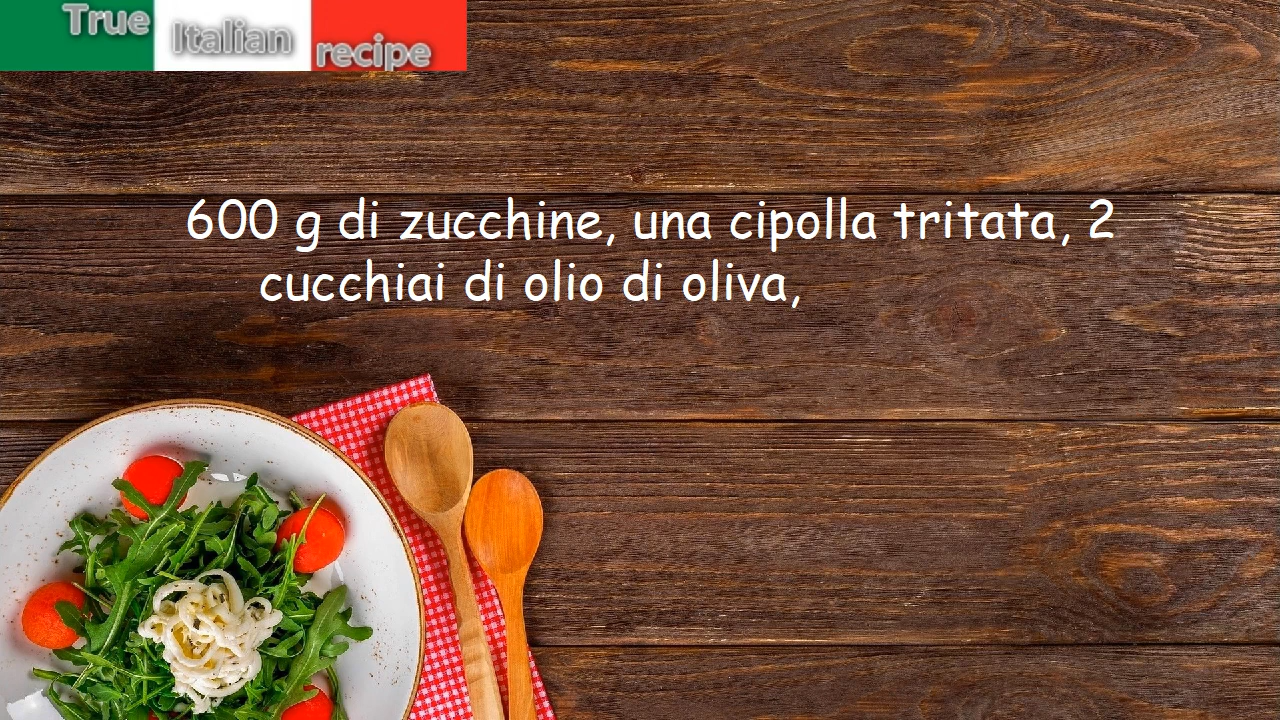 True Italian recipe
600 g di zucchine, una cipolla tritata, 2
cucchiai di olio di oliva,